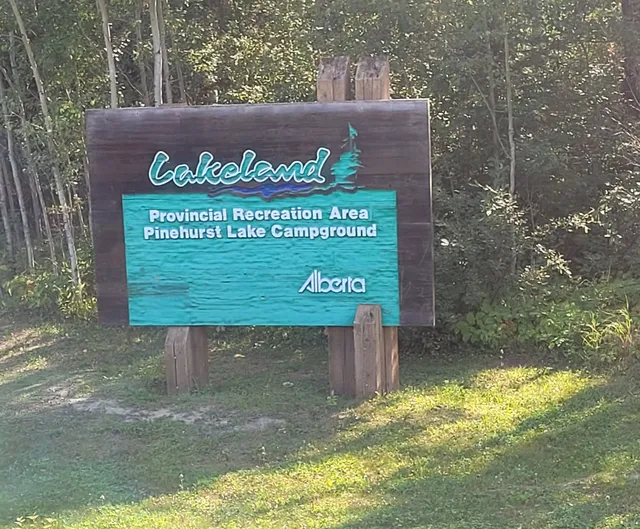 Lakeland
Provincial Recreation Area
Pinehurst Lake Campground
Alberta